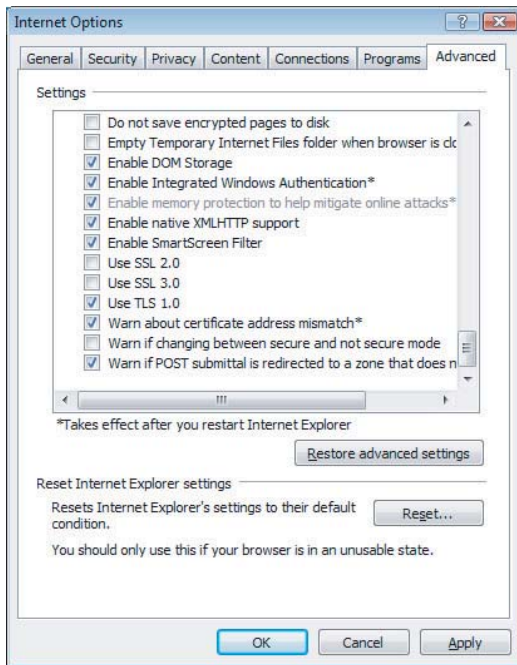 Internet Options
General Security Privacy Content Connections Programs Advanced
Settings
Do not save encrypted pages to disk
Empty Temporary Internet Files folder when browser is clo
Enable DOM Storage
Enable Integrated Windows Authentication*
Enable memory protection to help mitigate online attacks*
Enable native XMLHTTP support
Enable SmartScreen Filter
Use SSL 2.0
Use SSL 3.0
Use TLS 1.0
Warn about certificate address mismatch*
Warn if changing between secure and not secure mode
Warn if POST submittal is redirected to a zone that does n
*Takes effect after you restart Internet Explorer
Restore advanced settings
Reset Internet Explorer settings
Resets Internet Explorer's settings to their default
condition.
Reset...
You should only use this if your browser is in an unusable state.
OK Cancel Apply